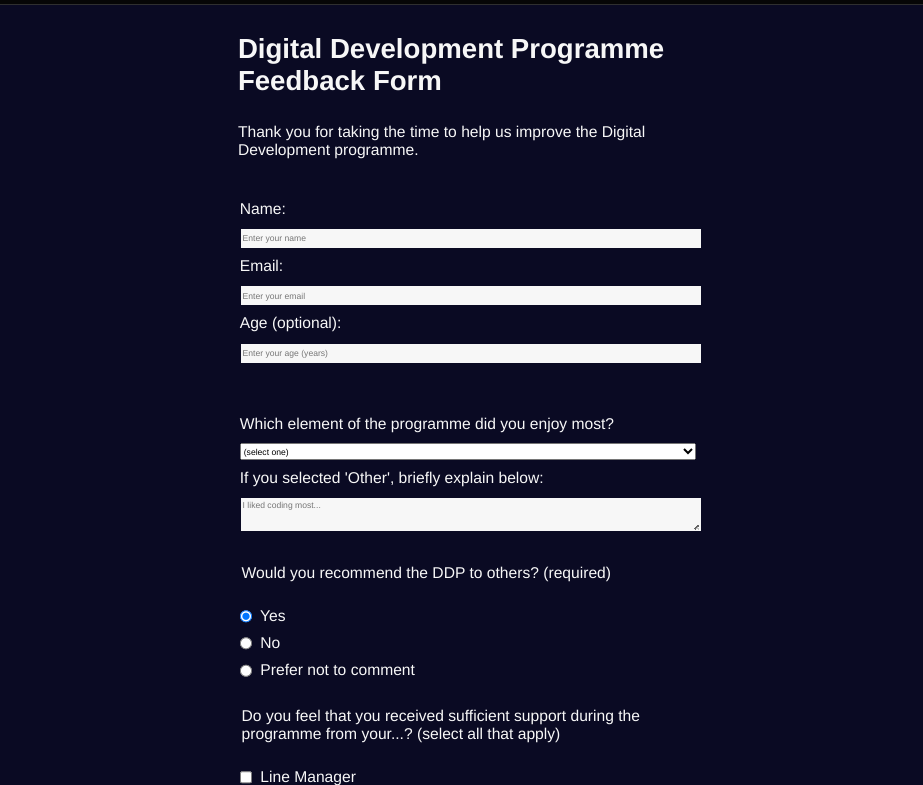 Digital Development Programme
Feedback Form
Thank you for taking the time to help us improve the Digital
Development programme.
Name:
Enter your name
Email:
Enter your email
Age (optional):
Enter your age (years)
Which element of the programme did you enjoy most?
(select one)
If you selected 'Other', briefly explain below:
I liked coding most...
Would you recommend the DDP to others? (required)
Yes
No
Prefer not to comment
Do you feel that you received sufficient support during the
programme from your...? (select all that apply)
Line Manager